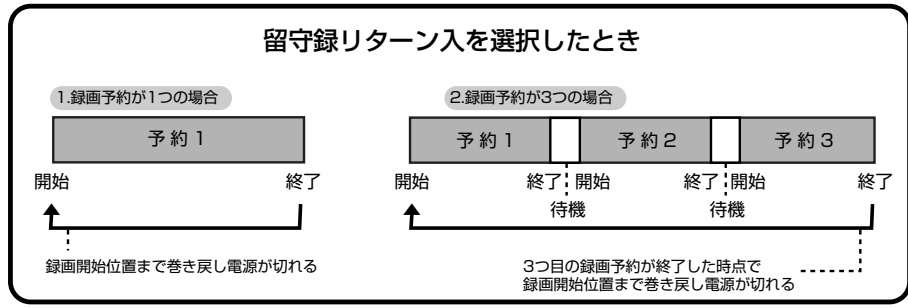 留守録リターン入を選択したとき
1.録画予約が1つの場合
予約1
開始
終了
録画開始位置まで巻き戻し電源が切れる
2.録画予約が3つの場合
予約1
予約2
予約3
開始
終了
開始
終了
開始
終了
待機
待機
3つ目の録画予約が終了した時点で
録画開始位置まで巻き戻し電源が切れる